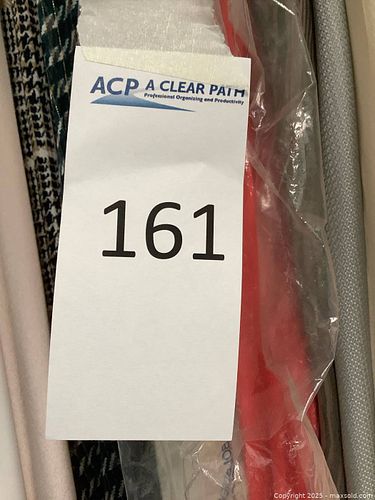 ACP A CLEAR PATH
Professional Organizing and Productivity
161
Copyright 2025 - maxsold.com